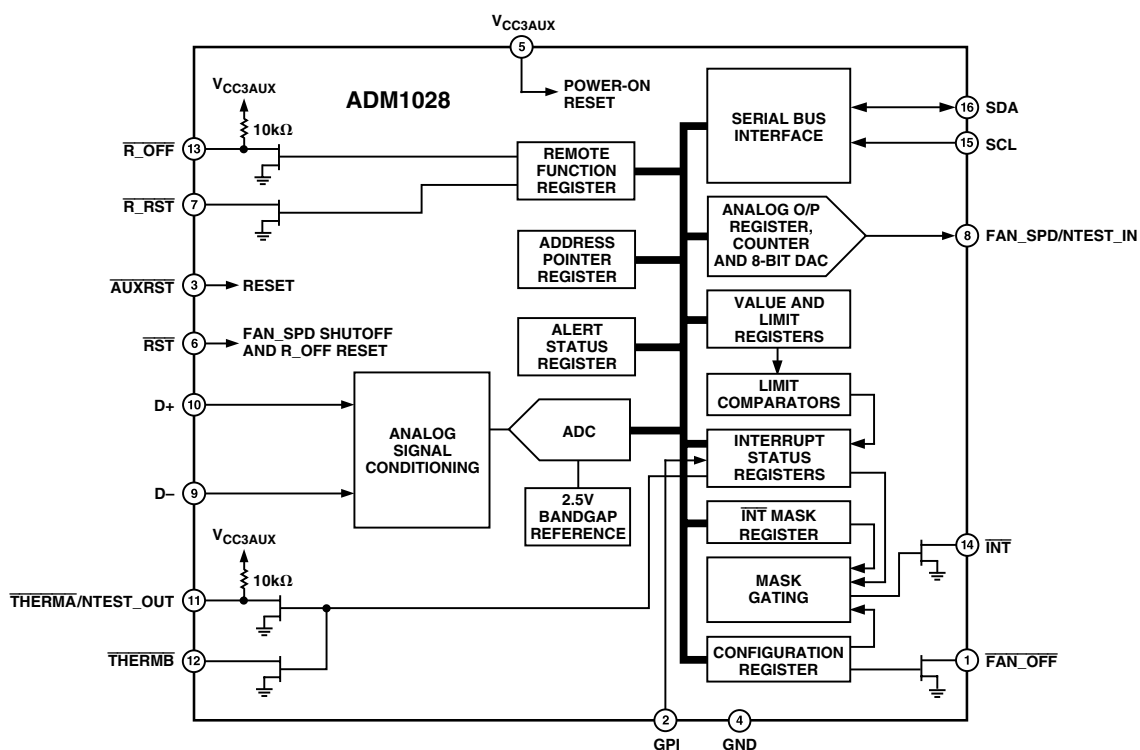 VCC3AUX
5
VCC3AUX
ADM1028
POWER-ON
RESET
SERIAL BUS
INTERFACE
16
SDA
10kΩ
R_OFF
13
REMOTE
FUNCTION
REGISTER
15
SCL
R_RST
7
ANALOG O/P
REGISTER,
COUNTER
AND 8-BIT DAC
8
FAN_SPD/NTEST_IN
ADDRESS
POINTER
REGISTER
AUXRST
3
RESET
VALUE AND
LIMIT
REGISTERS
RST
6
FAN_SPD SHUTOFF
AND R_OFF RESET
ALERT
STATUS
REGISTER
LIMIT
COMPARATORS
D+
10
ANALOG
SIGNAL
CONDITIONING
ADC
INTERRUPT
STATUS
REGISTERS
D–
9
2.5V
BANDGAP
REFERENCE
INT MASK
REGISTER
VCC3AUX
14
INT
10kΩ
THERMA/NTEST_OUT
11
MASK
GATING
THERMB
12
CONFIGURATION
REGISTER
1
FAN_OFF
2
GPI
4
GND